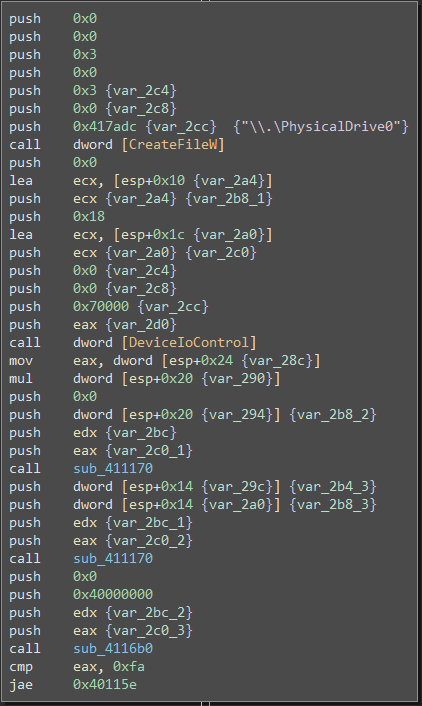 push 0x0
push 0x0
push 0x3
push 0x0
push 0x3 {var_2c4}
push 0x0 {var_2c8}
push 0x417adc {var_2cc} {"\\.\PhysicalDrive0"}
call dword [CreateFileW]
push 0x0
lea ecx, [esp+0x10 {var_2a4}]
push ecx {var_2a4} {var_2b8_1}
push 0x18
lea ecx, [esp+0x1c {var_2a0}]
push ecx {var_2a0} {var_2c0}
push 0x0 {var_2c4}
push 0x0 {var_2c8}
push 0x70000 {var_2cc}
push eax {var_2d0}
call dword [DeviceIoControl]
mov eax, dword [esp+0x24 {var_28c}]
mul dword [esp+0x20 {var_290}]
push 0x0
push dword [esp+0x20 {var_294}] {var_2b8_2}
push edx {var_2bc}
push eax {var_2c0_1}
call sub_411170
push dword [esp+0x14 {var_29c}] {var_2b4_3}
push dword [esp+0x14 {var_2a0}] {var_2b8_3}
push edx {var_2bc_1}
push eax {var_2c0_2}
call sub_411170
push 0x0
push 0x40000000
push edx {var_2bc_2}
push eax {var_2c0_3}
call sub_4116b0
cmp eax, 0xfa
jae 0x40115e